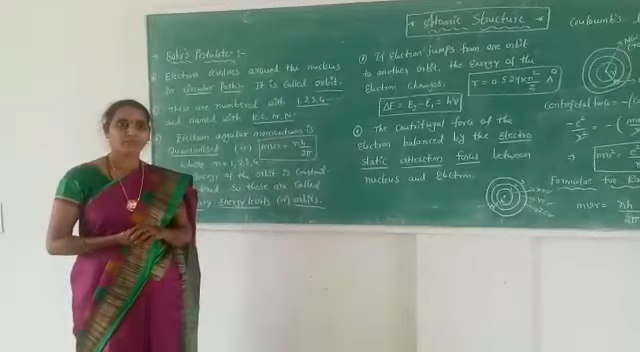 Atomic Structure
→ Bohr's Postulates :-
Electron revolves around the nucleus
in circular Paths. It is called orbit.
These are numbered with 1,2,3,4....
and named with K, L, M, N.
Electron angular momentum is
Quantised (in) mvr = nh/2π
where n = 1,2,3,4
Energy of the orbit is constant
So these are called
Energy levels (or) orbits.
If Electron jumps from one orbit
to another orbit, the Energy of the
Electron changes.
ΔE = E₂ - E₁ = hν
The Centrifugal force of the
Electron balanced by the Electro
static attraction force between
nucleus and Electron.
r = 0.529 x n²/z A°
Coulomb's
Centrifugal force =
mv² =
Formulae for
mvr = nh/2π